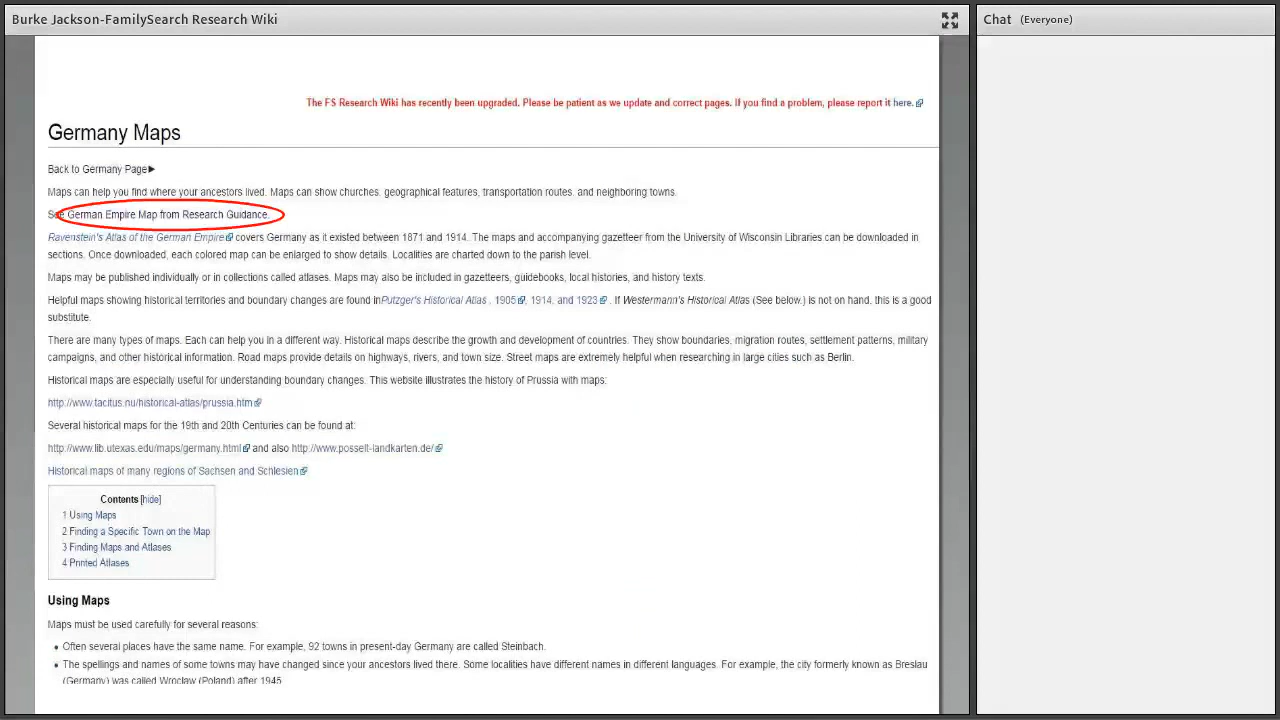 Burke Jackson-FamilySearch Research Wiki
Chat (Everyone)
The FS Research Wiki has recently been upgraded. Please be patient as we update and correct pages. If you find a problem, please report it here.
Germany Maps
Back to Germany Page▶
Maps can help you find where your ancestors lived. Maps can show churches, geographical features, transportation routes, and neighboring towns.
See German Empire Map from Research Guidance.
Ravenstein's Atlas of the German Empire covers Germany as it existed between 1871 and 1914. The maps and accompanying gazetteer from the University of Wisconsin Libraries can be downloaded in
sections. Once downloaded, each colored map can be enlarged to show details. Localities are charted down to the parish level.
Maps may be published individually or in collections called atlases. Maps may also be included in gazetteers, guidebooks, local histories, and history texts.
Helpful maps showing historical territories and boundary changes are found inPutzger's Historical Atlas , 1905, 1914, and 1923 . If Westermann's Historical Atlas (See below.) is not on hand, this is a good
substitute.
There are many types of maps. Each can help you in a different way. Historical maps describe the growth and development of countries. They show boundaries, migration routes, settlement patterns, military
campaigns, and other historical information. Road maps provide details on highways, rivers, and town size. Street maps are extremely helpful when researching in large cities such as Berlin.
Historical maps are especially useful for understanding boundary changes. This website illustrates the history of Prussia with maps:
http://www.tacitus.nu/historical-atlas/prussia.htm
Several historical maps for the 19th and 20th Centuries can be found at:
http://www.lib.utexas.edu/maps/germany.html and also http://www.posselt-landkarten.de/
Historical maps of many regions of Sachsen and Schlesien
Contents [hide]
1 Using Maps
2 Finding a Specific Town on the Map
3 Finding Maps and Atlases
4 Printed Atlases
Using Maps
Maps must be used carefully for several reasons:
• Often several places have the same name. For example, 92 towns in present-day Germany are called Steinbach.
• The spellings and names of some towns may have changed since your ancestors lived there. Some localities have different names in different languages. For example, the city formerly known as Breslau
(Germany) was called Wroclaw (Poland) after 1945